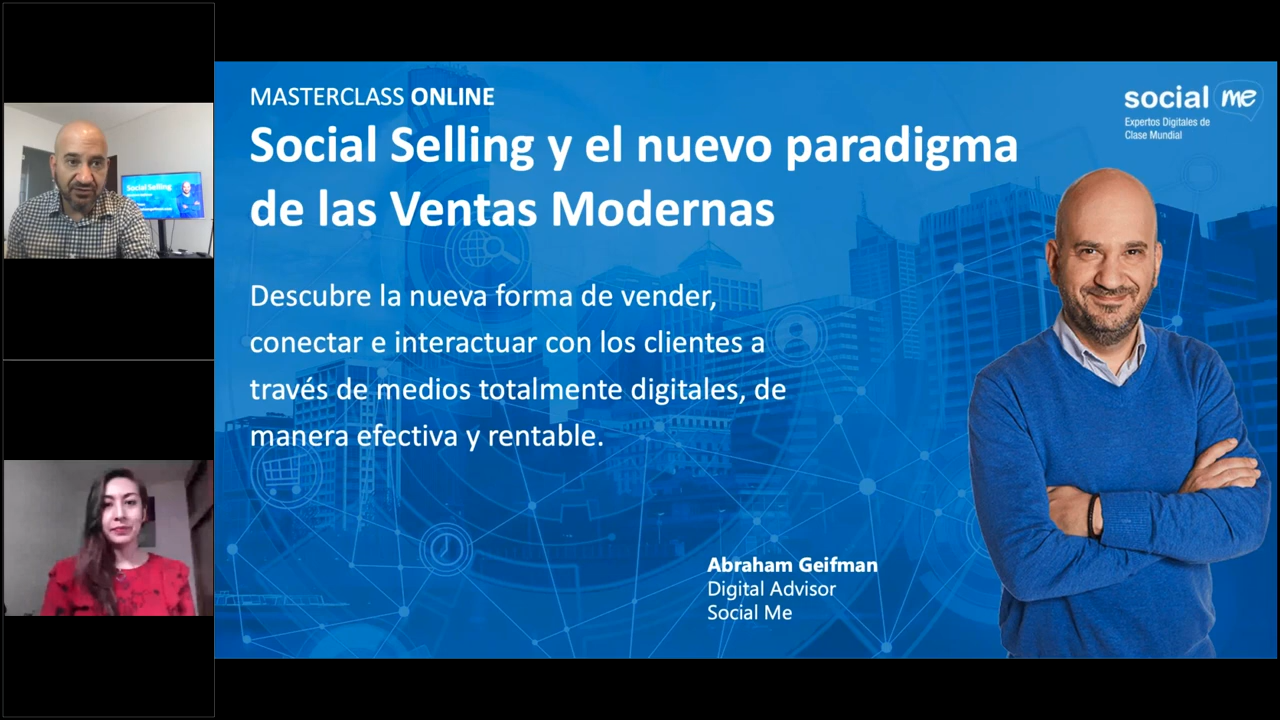 MASTERCLASS ONLINE
Social Selling y el nuevo paradigma
de las Ventas Modernas
Descubre la nueva forma de vender,
conectar e interactuar con los clientes a
través de medios totalmente digitales, de
manera efectiva y rentable.
Abraham Geifman
Digital Advisor
Social Me
social me
Expertos Digitales de
Clase Mundial
Social Selling